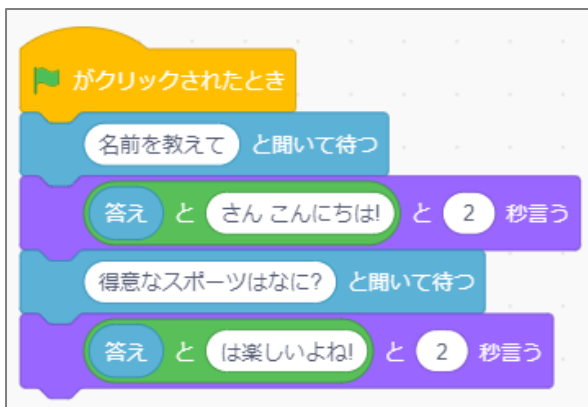 がクリックされたとき
名前を教えて と聞いて待つ
答え と さん こんにちは! と 2 秒言う
得意なスポーツはなに? と聞いて待つ
答え と は楽しいよね! と 2 秒言う